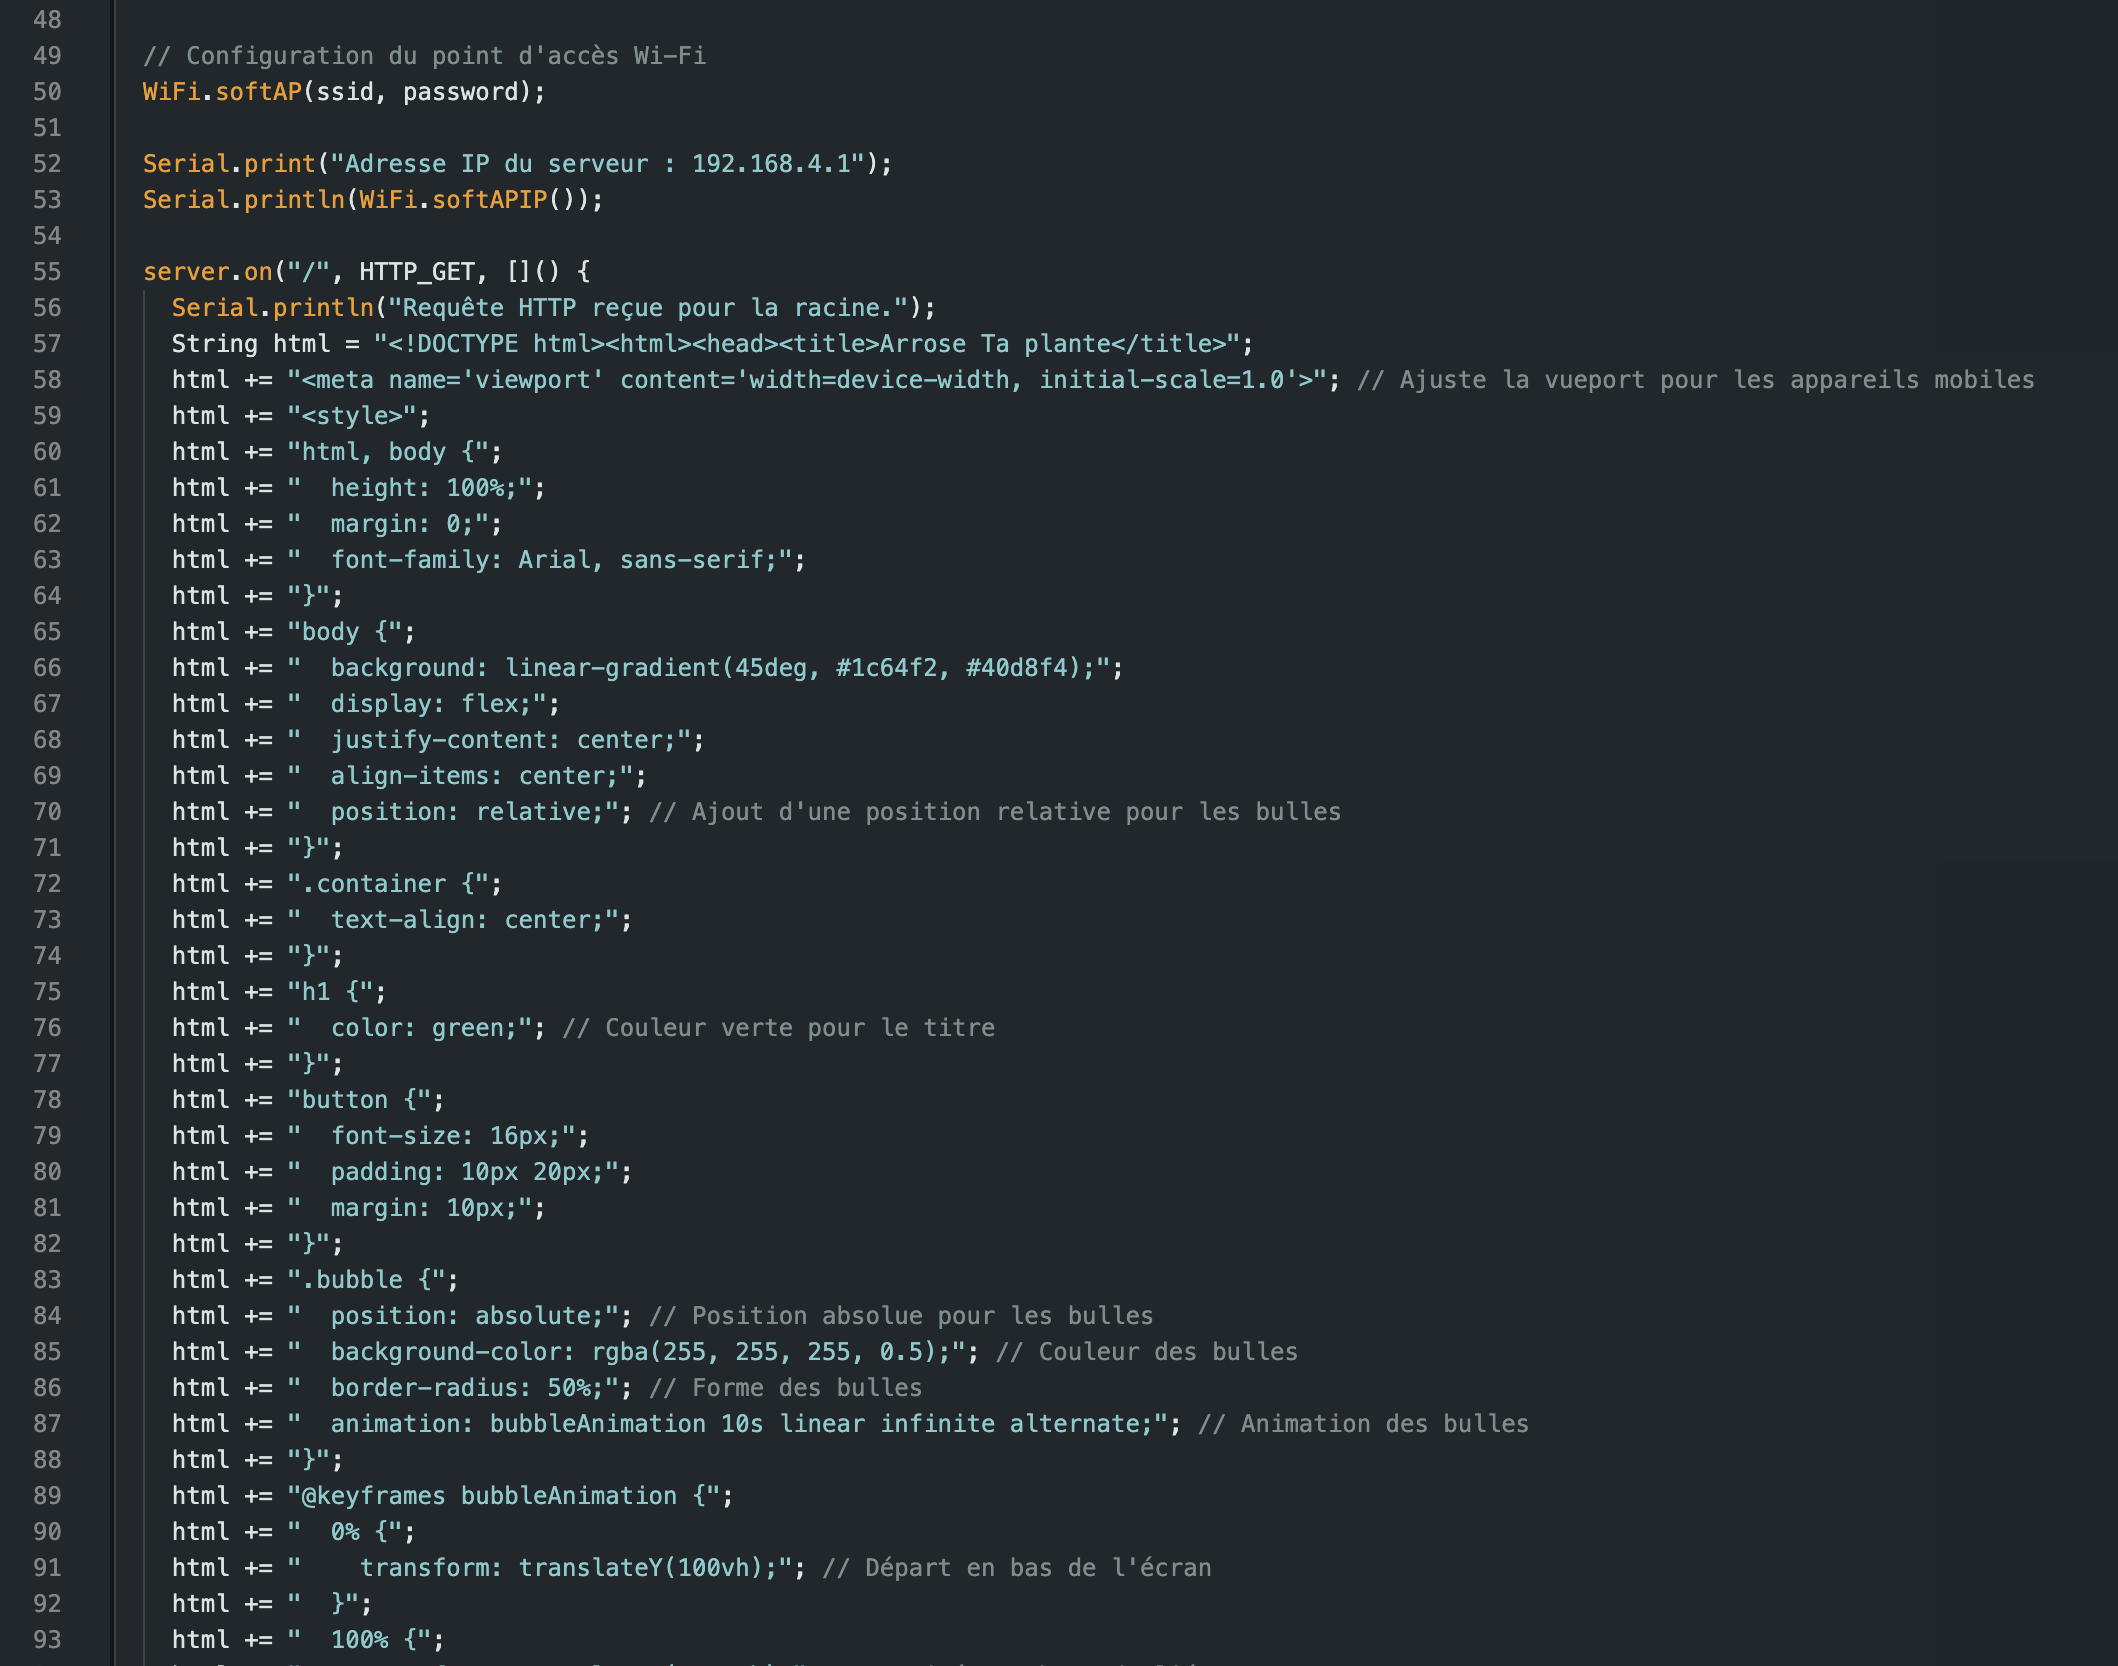 48
49 // Configuration du point d'accès Wi-Fi
50 WiFi.softAP(ssid, password);
51
52 Serial.print("Adresse IP du serveur : 192.168.4.1");
53 Serial.println(WiFi.softAPIP());
54
55 server.on("/", HTTP_GET, []() {
56   Serial.println("Requête HTTP reçue pour la racine.");
57   String html = "<!DOCTYPE html><html><head><title>Arrose Ta plante</title>";
58   html += "<meta name='viewport' content='width=device-width, initial-scale=1.0'>"; // Ajuste la vueport pour les appareils mobiles
59   html += "<style>";
60   html += "html, body {";
61   html += "  height: 100%;";
62   html += "  margin: 0;";
63   html += "  font-family: Arial, sans-serif;";
64   html += "}";
65   html += "body {";
66   html += "  background: linear-gradient(45deg, #1c64f2, #40d8f4);";
67   html += "  display: flex;";
68   html += "  justify-content: center;";
69   html += "  align-items: center;";
70   html += "  position: relative;"; // Ajout d'une position relative pour les bulles
71   html += "}";
72   html += ".container {";
73   html += "  text-align: center;";
74   html += "}";
75   html += "h1 {";
76   html += "  color: green;"; // Couleur verte pour le titre
77   html += "}";
78   html += "button {";
79   html += "  font-size: 16px;";
80   html += "  padding: 10px 20px;";
81   html += "  margin: 10px;";
82   html += "}";
83   html += ".bubble {";
84   html += "  position: absolute;"; // Position absolue pour les bulles
85   html += "  background-color: rgba(255, 255, 255, 0.5);"; // Couleur des bulles
86   html += "  border-radius: 50%;"; // Forme des bulles
87   html += "  animation: bubbleAnimation 10s linear infinite alternate;"; // Animation des bulles
88   html += "}";
89   html += "@keyframes bubbleAnimation {";
90   html += "  0% {";
91   html += "    transform: translateY(100vh);"; // Départ en bas de l'écran
92   html += "  }";
93   html += "  100% {";